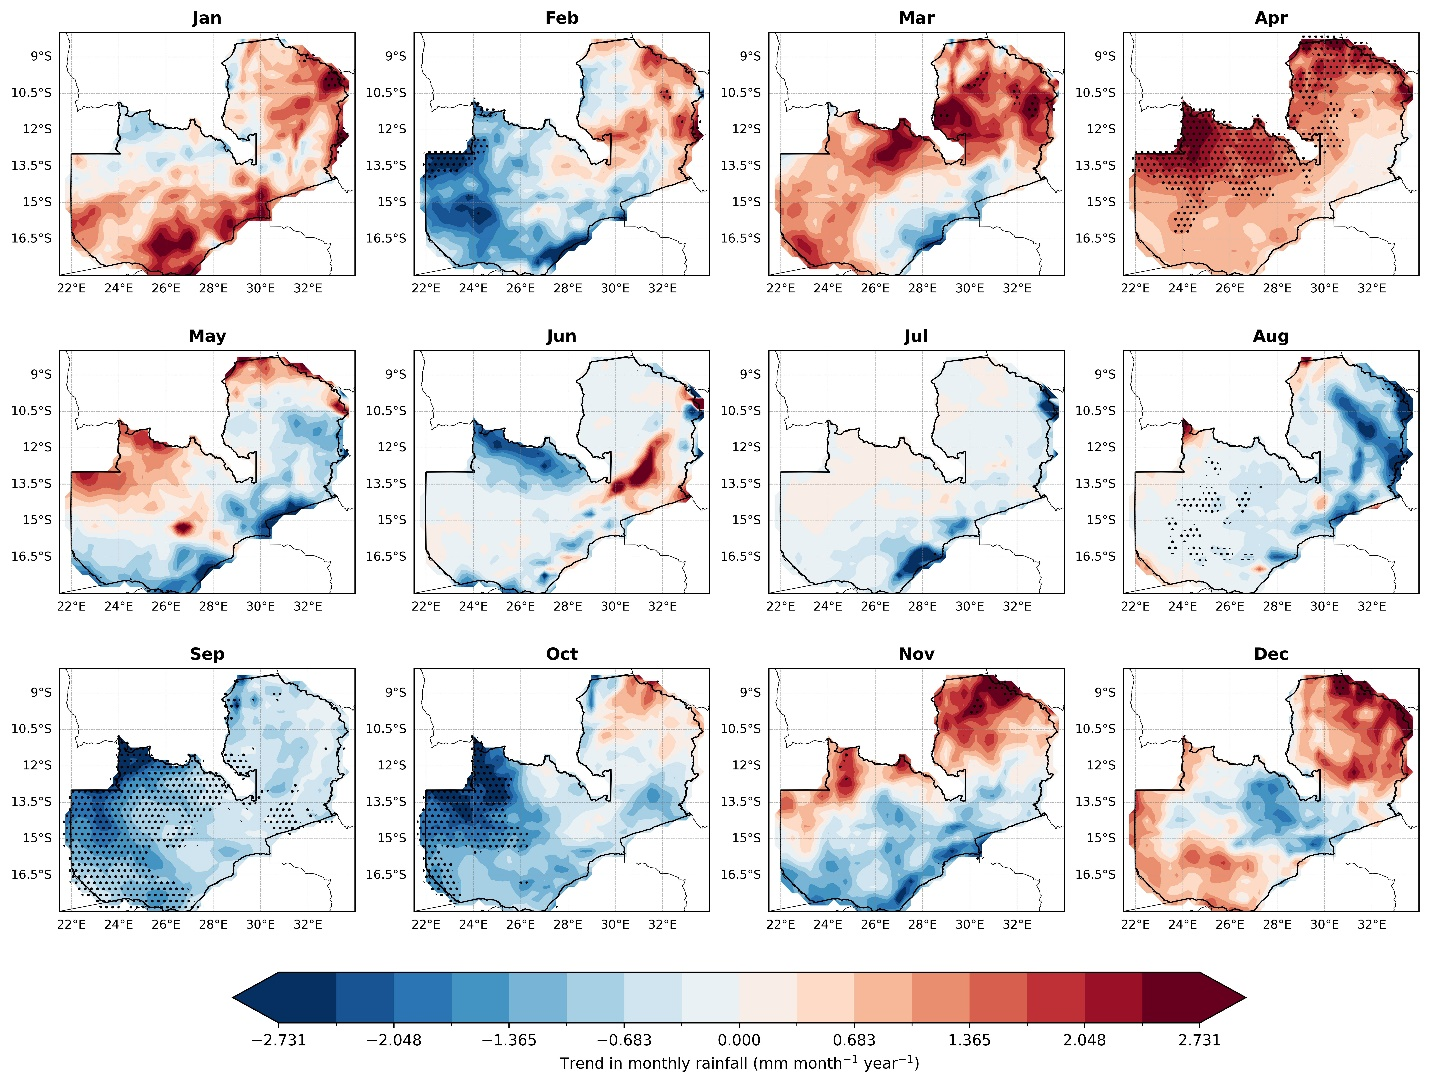 Jan Feb Mar Apr
9°S 9°S 9°S 9°S
10.5°S 10.5°S 10.5°S 10.5°S
12°S 12°S 12°S 12°S
13.5°S 13.5°S 13.5°S 13.5°S
15°S 15°S 15°S 15°S
16.5°S 16.5°S 16.5°S 16.5°S
22°E 24°E 26°E 28°E 30°E 32°E 22°E 24°E 26°E 28°E 30°E 32°E 22°E 24°E 26°E 28°E 30°E 32°E 22°E 24°E 26°E 28°E 30°E 32°E
May Jun Jul Aug
9°S 9°S 9°S 9°S
10.5°S 10.5°S 10.5°S 10.5°S
12°S 12°S 12°S 12°S
13.5°S 13.5°S 13.5°S 13.5°S
15°S 15°S 15°S 15°S
16.5°S 16.5°S 16.5°S 16.5°S
22°E 24°E 26°E 28°E 30°E 32°E 22°E 24°E 26°E 28°E 30°E 32°E 22°E 24°E 26°E 28°E 30°E 32°E 22°E 24°E 26°E 28°E 30°E 32°E
Sep Oct Nov Dec
9°S 9°S 9°S 9°S
10.5°S 10.5°S 10.5°S 10.5°S
12°S 12°S 12°S 12°S
13.5°S 13.5°S 13.5°S 13.5°S
15°S 15°S 15°S 15°S
16.5°S 16.5°S 16.5°S 16.5°S
22°E 24°E 26°E 28°E 30°E 32°E 22°E 24°E 26°E 28°E 30°E 32°E 22°E 24°E 26°E 28°E 30°E 32°E 22°E 24°E 26°E 28°E 30°E 32°E
−2.731 −2.048 −1.365 −0.683 0.000 0.683 1.365 2.048 2.731
Trend in monthly rainfall (mm month⁻¹ year⁻¹)